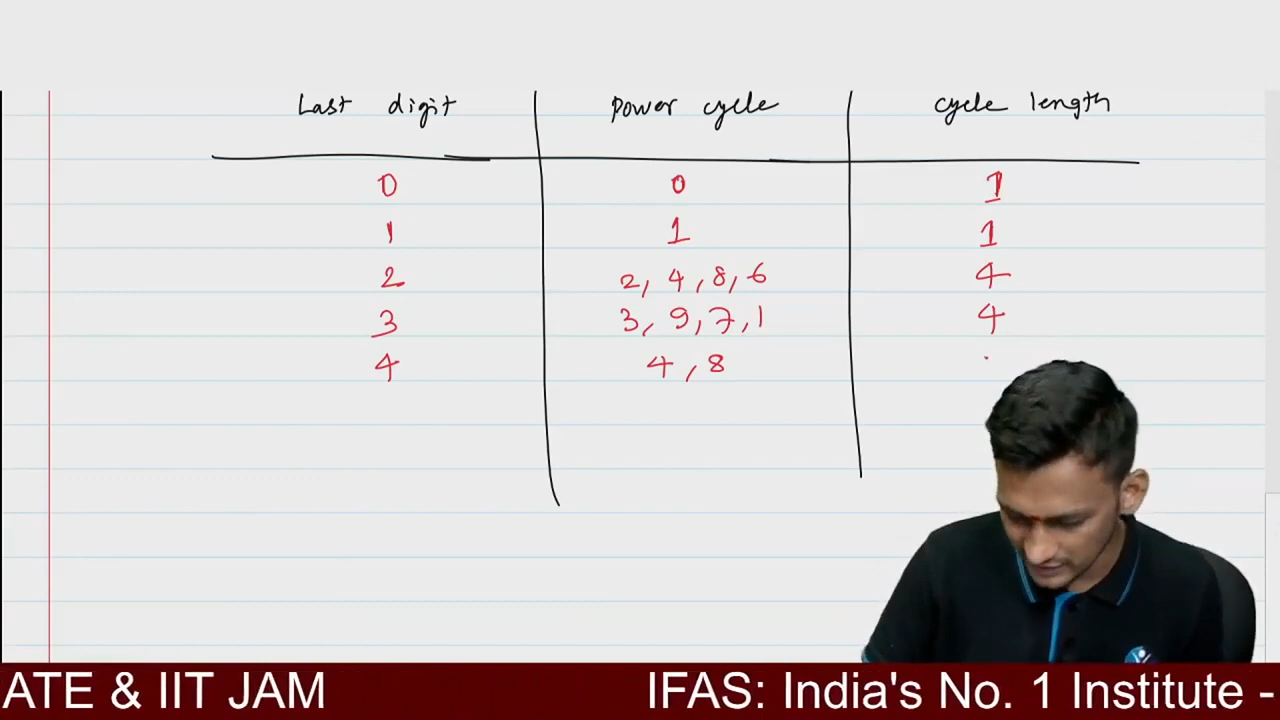 Last digit power cycle cycle length
0 0 1
1 1 1
2 2, 4, 8, 6 4
3 3, 9, 7, 1 4
4 4, 8
ATE & IIT JAM IFAS: India's No. 1 Institute -